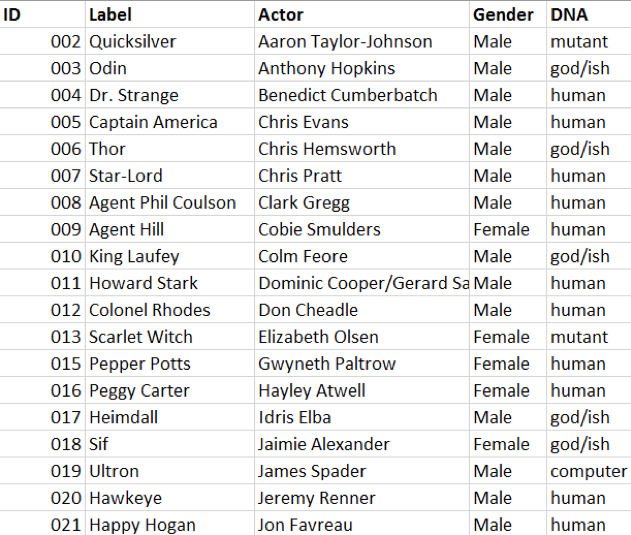 ID Label Actor Gender DNA
002 Quicksilver Aaron Taylor-Johnson Male mutant
003 Odin Anthony Hopkins Male god/ish
004 Dr. Strange Benedict Cumberbatch Male human
005 Captain America Chris Evans Male human
006 Thor Chris Hemsworth Male god/ish
007 Star-Lord Chris Pratt Male human
008 Agent Phil Coulson Clark Gregg Male human
009 Agent Hill Cobie Smulders Female human
010 King Laufey Colm Feore Male god/ish
011 Howard Stark Dominic Cooper/Gerard Sa Male human
012 Colonel Rhodes Don Cheadle Male human
013 Scarlet Witch Elizabeth Olsen Female mutant
015 Pepper Potts Gwyneth Paltrow Female human
016 Peggy Carter Hayley Atwell Female human
017 Heimdall Idris Elba Male god/ish
018 Sif Jaimie Alexander Female god/ish
019 Ultron James Spader Male computer
020 Hawkeye Jeremy Renner Male human
021 Happy Hogan Jon Favreau Male human